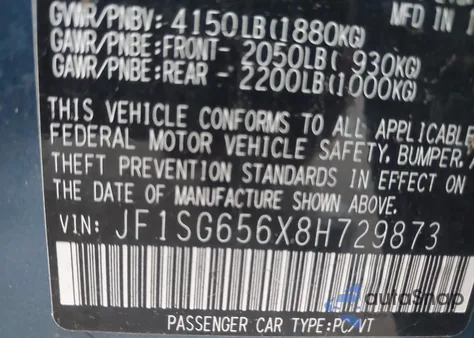 GVWR/PNBV: 4150LB(1880KG)
MFD IN
GAWR/PNBE:FRONT- 2050LB( 930KG)
GAWR/PNBE:REAR - 2200LB(1000KG)
THIS VEHICLE CONFORMS TO ALL APPLICABLE
FEDERAL MOTOR VEHICLE SAFETY, BUMPER,
THEFT PREVENTION STANDARDS IN EFFECT ON
THE DATE OF MANUFACTURE SHOWN ABOVE.
VIN: JF1SG656X8H729873
autoSnap
PASSENGER CAR TYPE:PC/VT